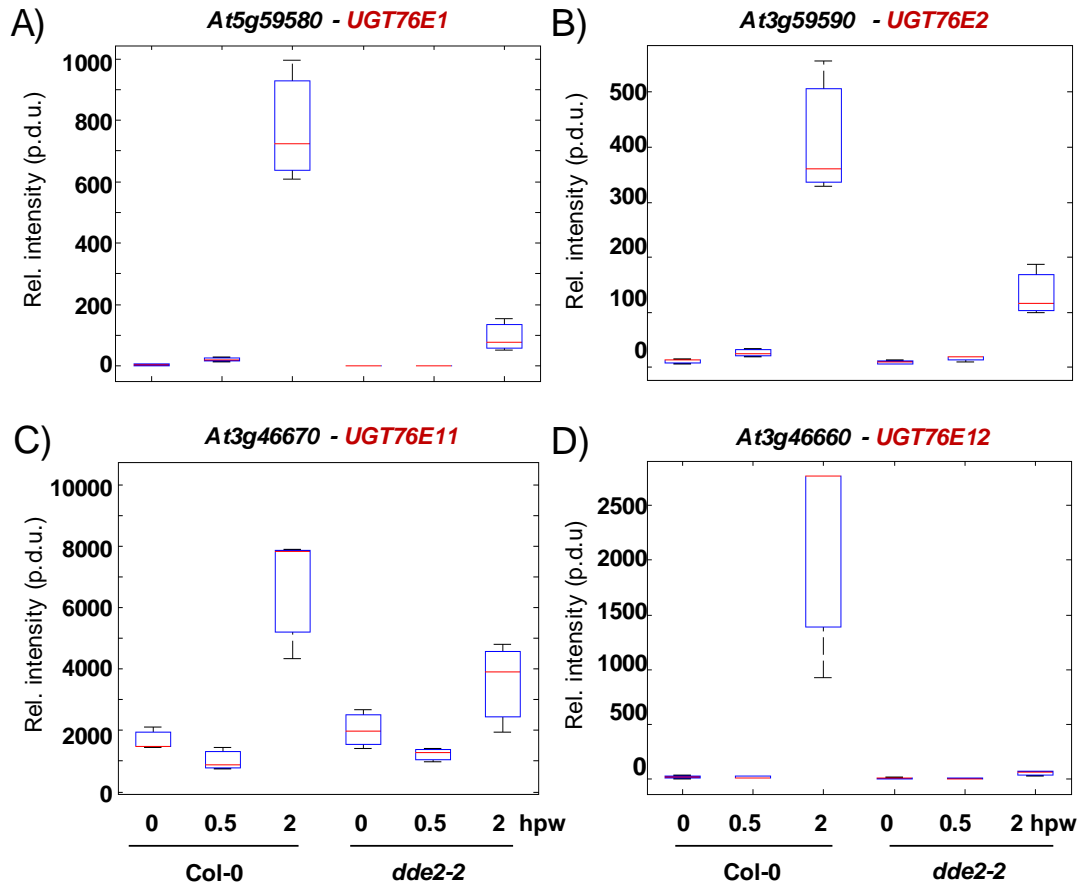 A) At5g59580 - UGT76E1
Rel. intensity (p.d.u.)
1000
800
600
400
200
0
B) At3g59590 - UGT76E2
Rel. intensity (p.d.u.)
500
400
300
200
100
0
C) At3g46670 - UGT76E11
Rel. intensity (p.d.u.)
10000
8000
6000
4000
2000
0
0 0.5 2 0 0.5 2 hpw
Col-0 dde2-2
D) At3g46660 - UGT76E12
Rel. intensity (p.d.u)
2500
2000
1500
1000
500
0
0 0.5 2 0 0.5 2 hpw
Col-0 dde2-2